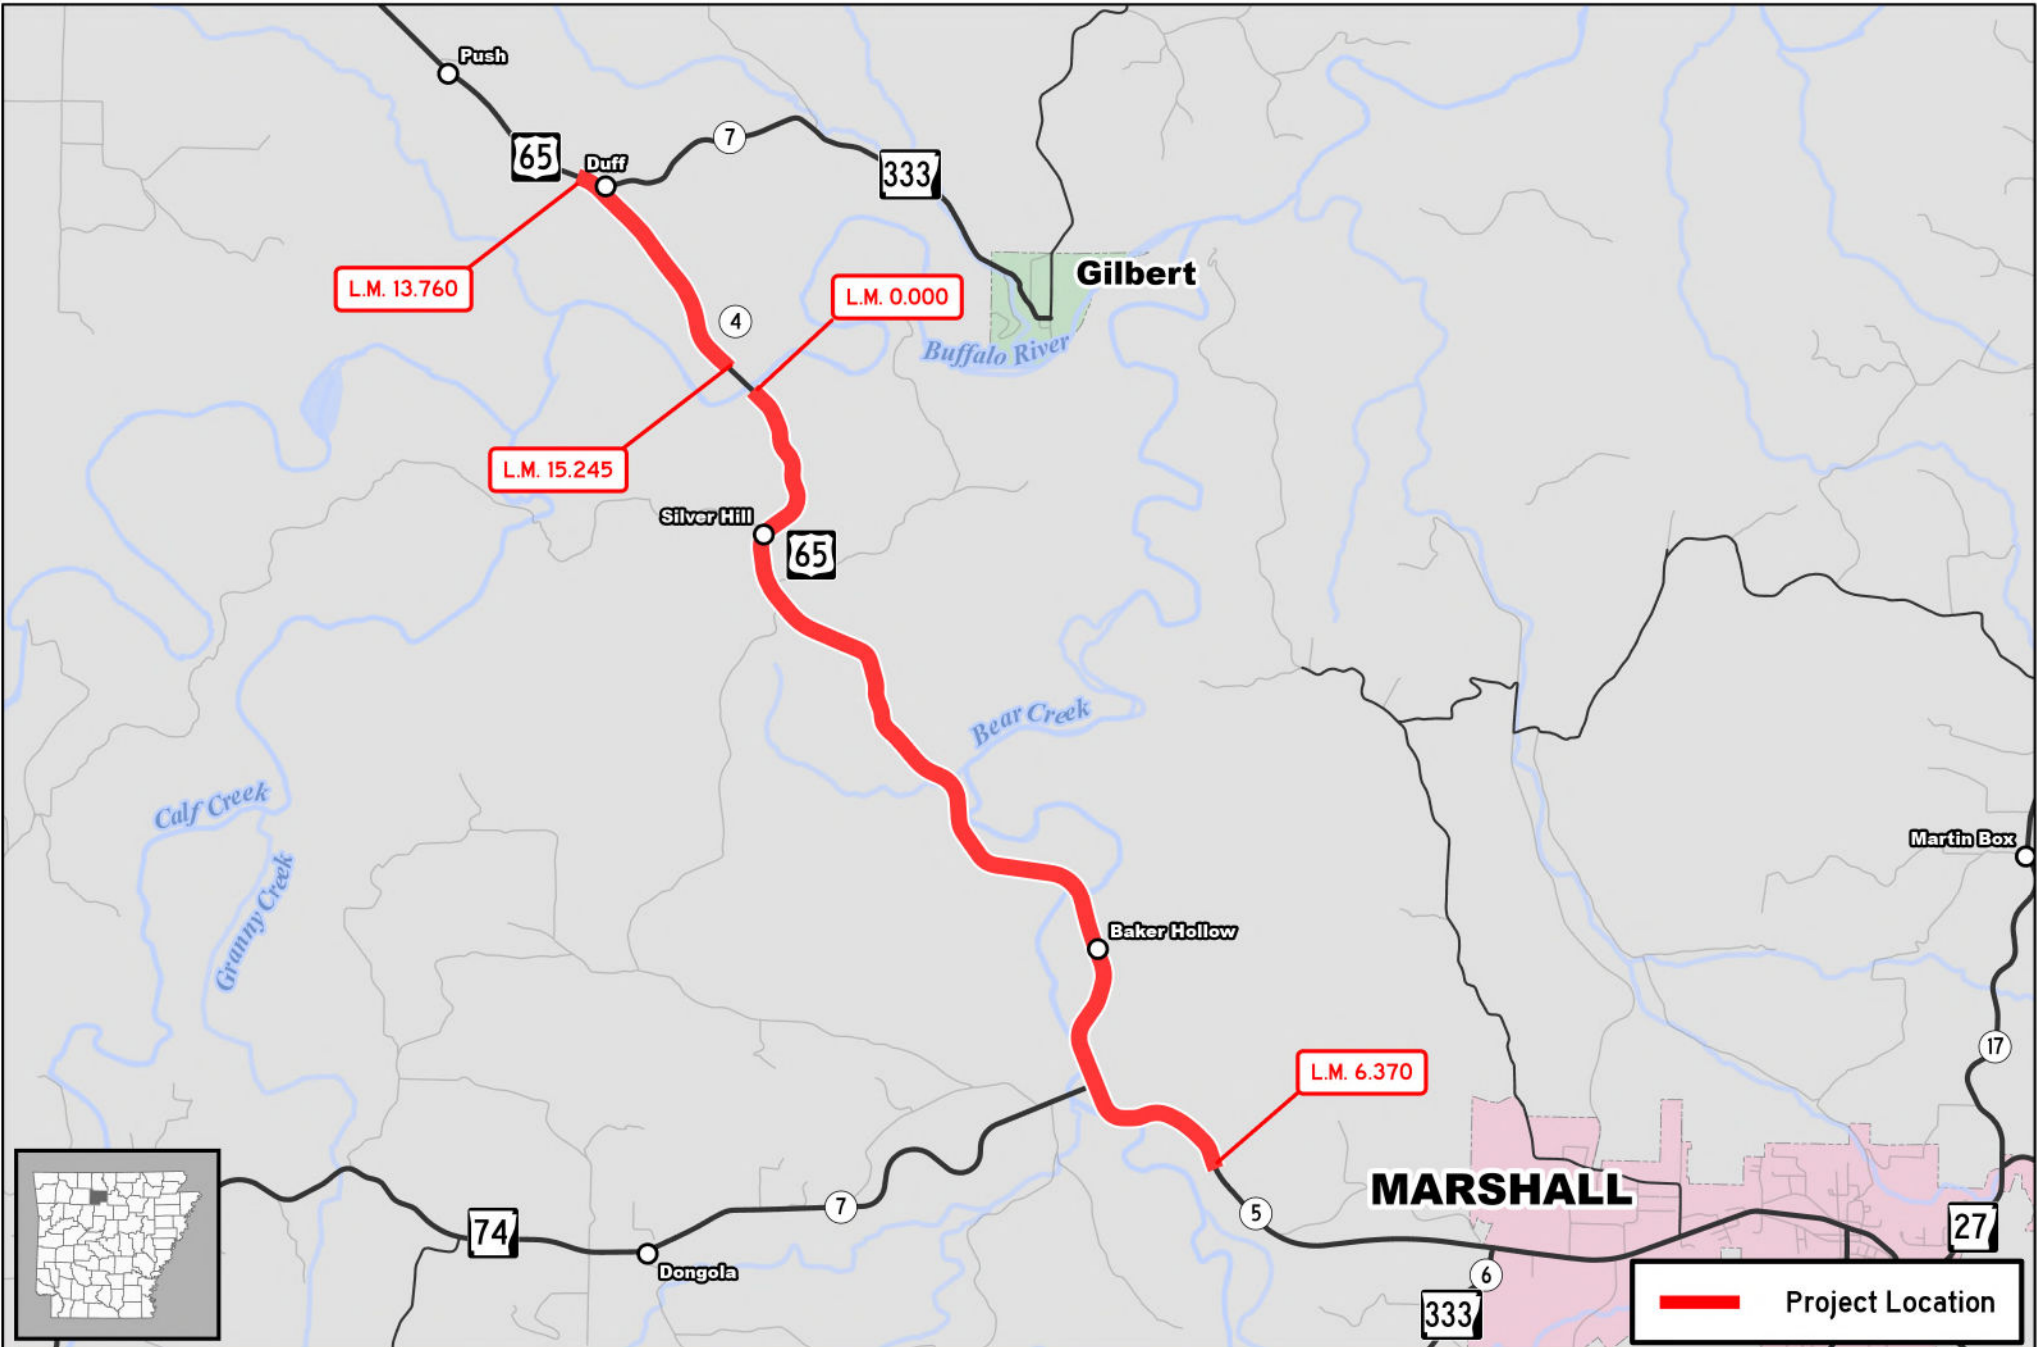 Push
65
Duff
7
333
Gilbert
L.M. 13.760
L.M. 0.000
4
Buffalo River
L.M. 15.245
Silver Hill
65
Bear Creek
Calf Creek
Granny Creek
Martin Box
Baker Hollow
17
L.M. 6.370
MARSHALL
7
5
74
27
Dongola
6
333
Project Location